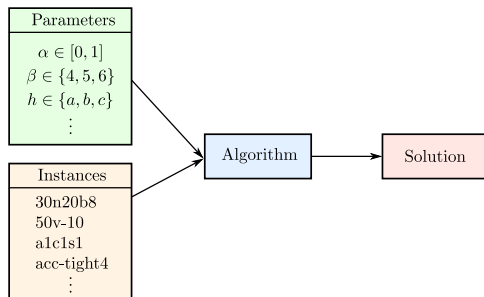 Parameters
α ∈ [0, 1]
β ∈ {4, 5, 6}
h ∈ {a, b, c}
⋮
Algorithm
Solution
Instances
30n20b8
50v-10
a1c1s1
acc-tight4
⋮